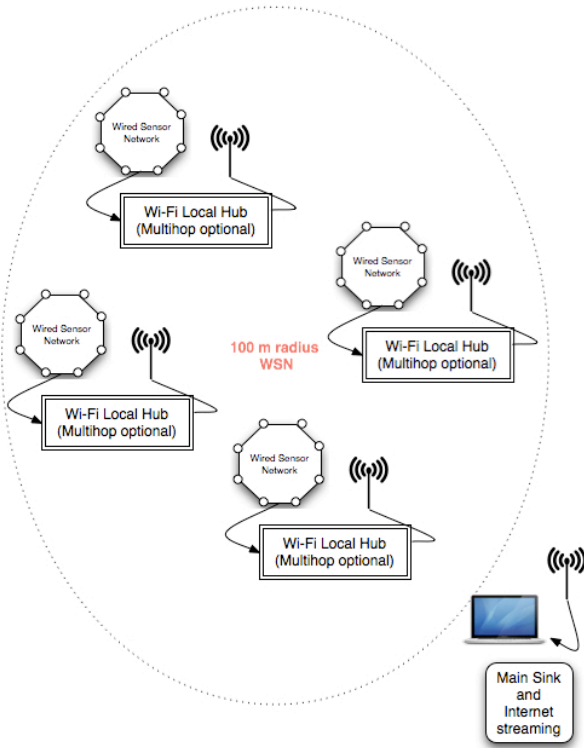 Wired Sensor
Network
Wi-Fi Local Hub
(Multihop optional)
Wired Sensor
Network
Wi-Fi Local Hub
(Multihop optional)
Wired Sensor
Network
Wi-Fi Local Hub
(Multihop optional)
100 m radius
WSN
Wired Sensor
Network
Wi-Fi Local Hub
(Multihop optional)
Main Sink
and
Internet
streaming